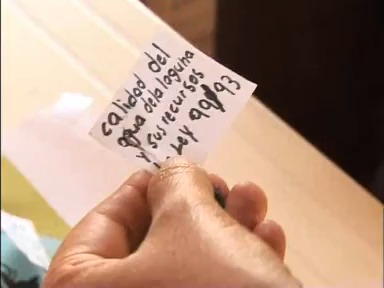 calidad del
agua de la laguna
y sus recursos
Ley 99/93